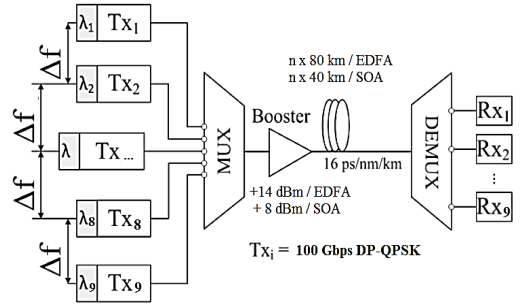 λ₁ Tx₁
Δf
λ₂ Tx₂
Δf
λ Tx...
Δf
λ₈ Tx₈
Δf
λ₉ Tx₉
MUX
Booster
+14 dBm / EDFA
+ 8 dBm / SOA
n x 80 km / EDFA
n x 40 km / SOA
16 ps/nm/km
Txᵢ = 100 Gbps DP-QPSK
DEMUX
Rx₁
Rx₂
⋮
Rx₉